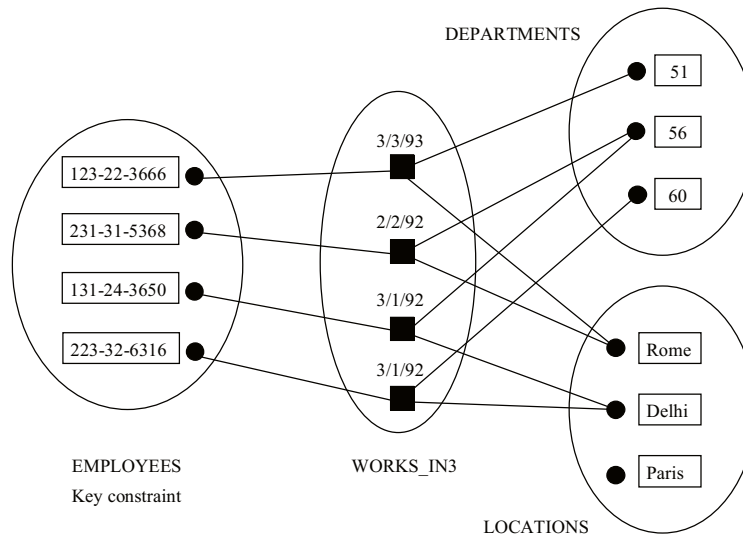 DEPARTMENTS
51
56
60
3/3/93
2/2/92
3/1/92
3/1/92
123-22-3666
231-31-5368
131-24-3650
223-32-6316
Rome
Delhi
Paris
EMPLOYEES
Key constraint
WORKS_IN3
LOCATIONS